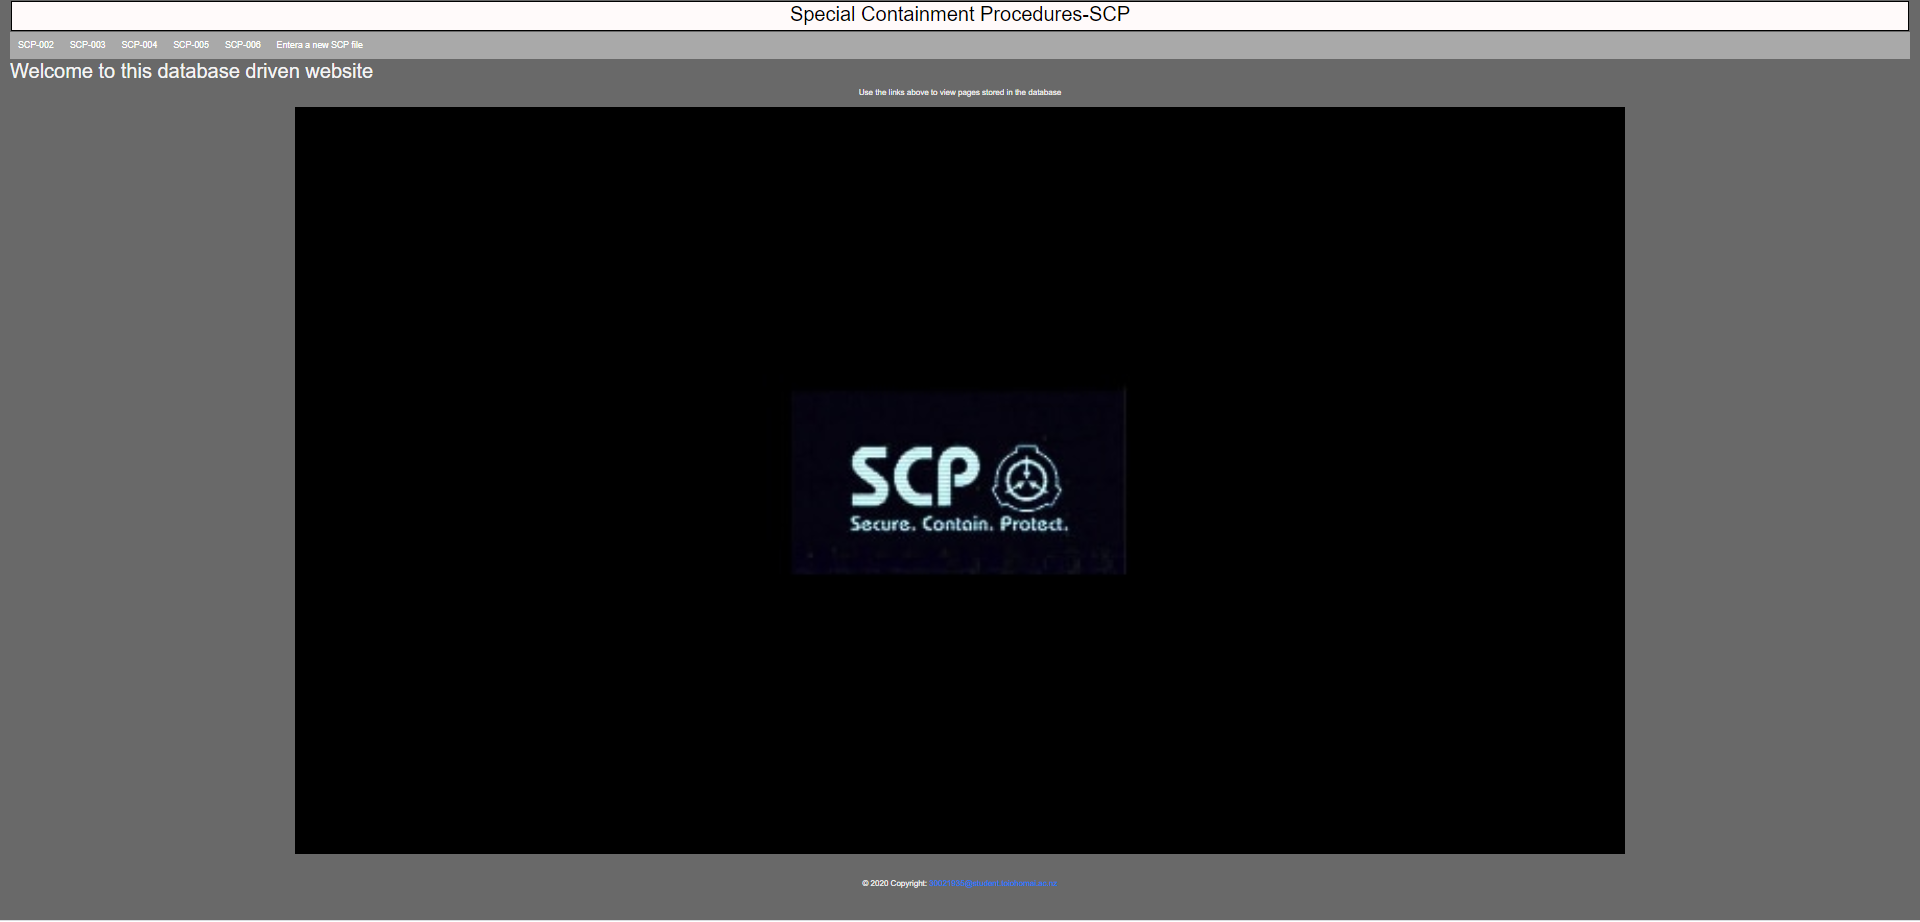 Special Containment Procedures-SCP
SCP-002 SCP-003 SCP-004 SCP-005 SCP-006 Entera a new SCP file
Welcome to this database driven website
Use the links above to view pages stored in the database
SCP
Secure. Contain. Protect.
© 2020 Copyright: